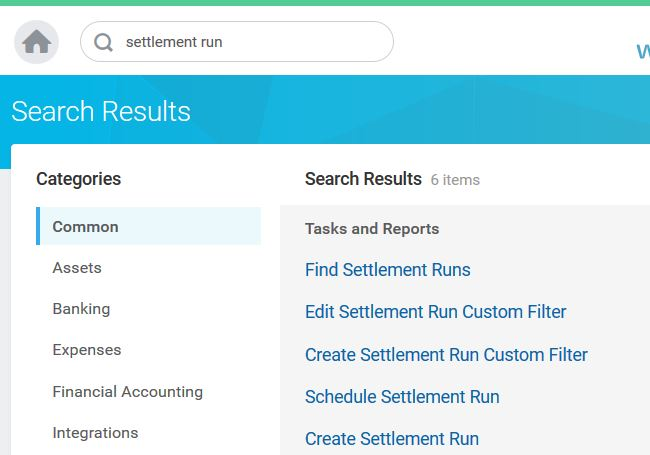 settlement run
Search Results
Categories
Common
Assets
Banking
Expenses
Financial Accounting
Integrations
Search Results 6 items
Tasks and Reports
Find Settlement Runs
Edit Settlement Run Custom Filter
Create Settlement Run Custom Filter
Schedule Settlement Run
Create Settlement Run